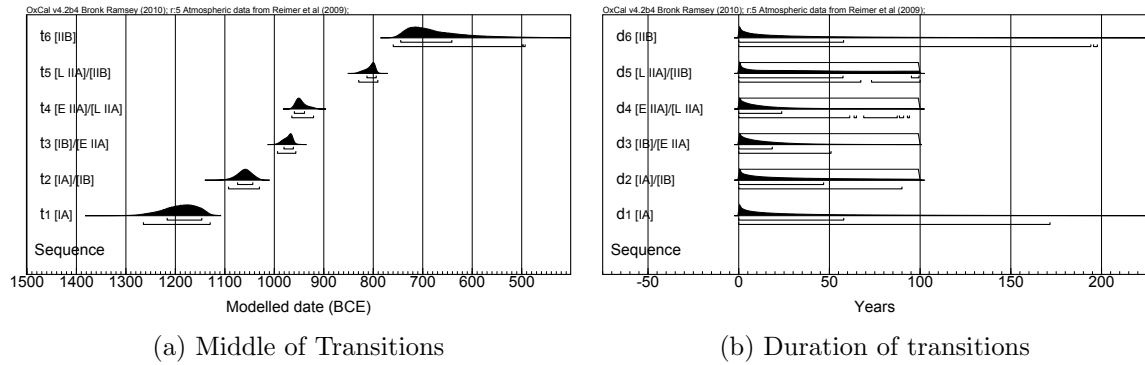 OxCal v4.2b4 Bronk Ramsey (2010); r:5 Atmospheric data from Reimer et al (2009);
t6 [IIB]
t5 [L IIA]/[IIB]
t4 [E IIA]/[L IIA]
t3 [IB]/[E IIA]
t2 [IA]/[IB]
t1 [IA]
Sequence
1500 1400 1300 1200 1100 1000 900 800 700 600 500
Modelled date (BCE)
(a) Middle of Transitions
OxCal v4.2b4 Bronk Ramsey (2010); r:5 Atmospheric data from Reimer et al (2009);
d6 [IIB]
d5 [L IIA]/[IIB]
d4 [E IIA]/[L IIA]
d3 [IB]/[E IIA]
d2 [IA]/[IB]
d1 [IA]
Sequence
-50 0 50 100 150 200
Years
(b) Duration of transitions